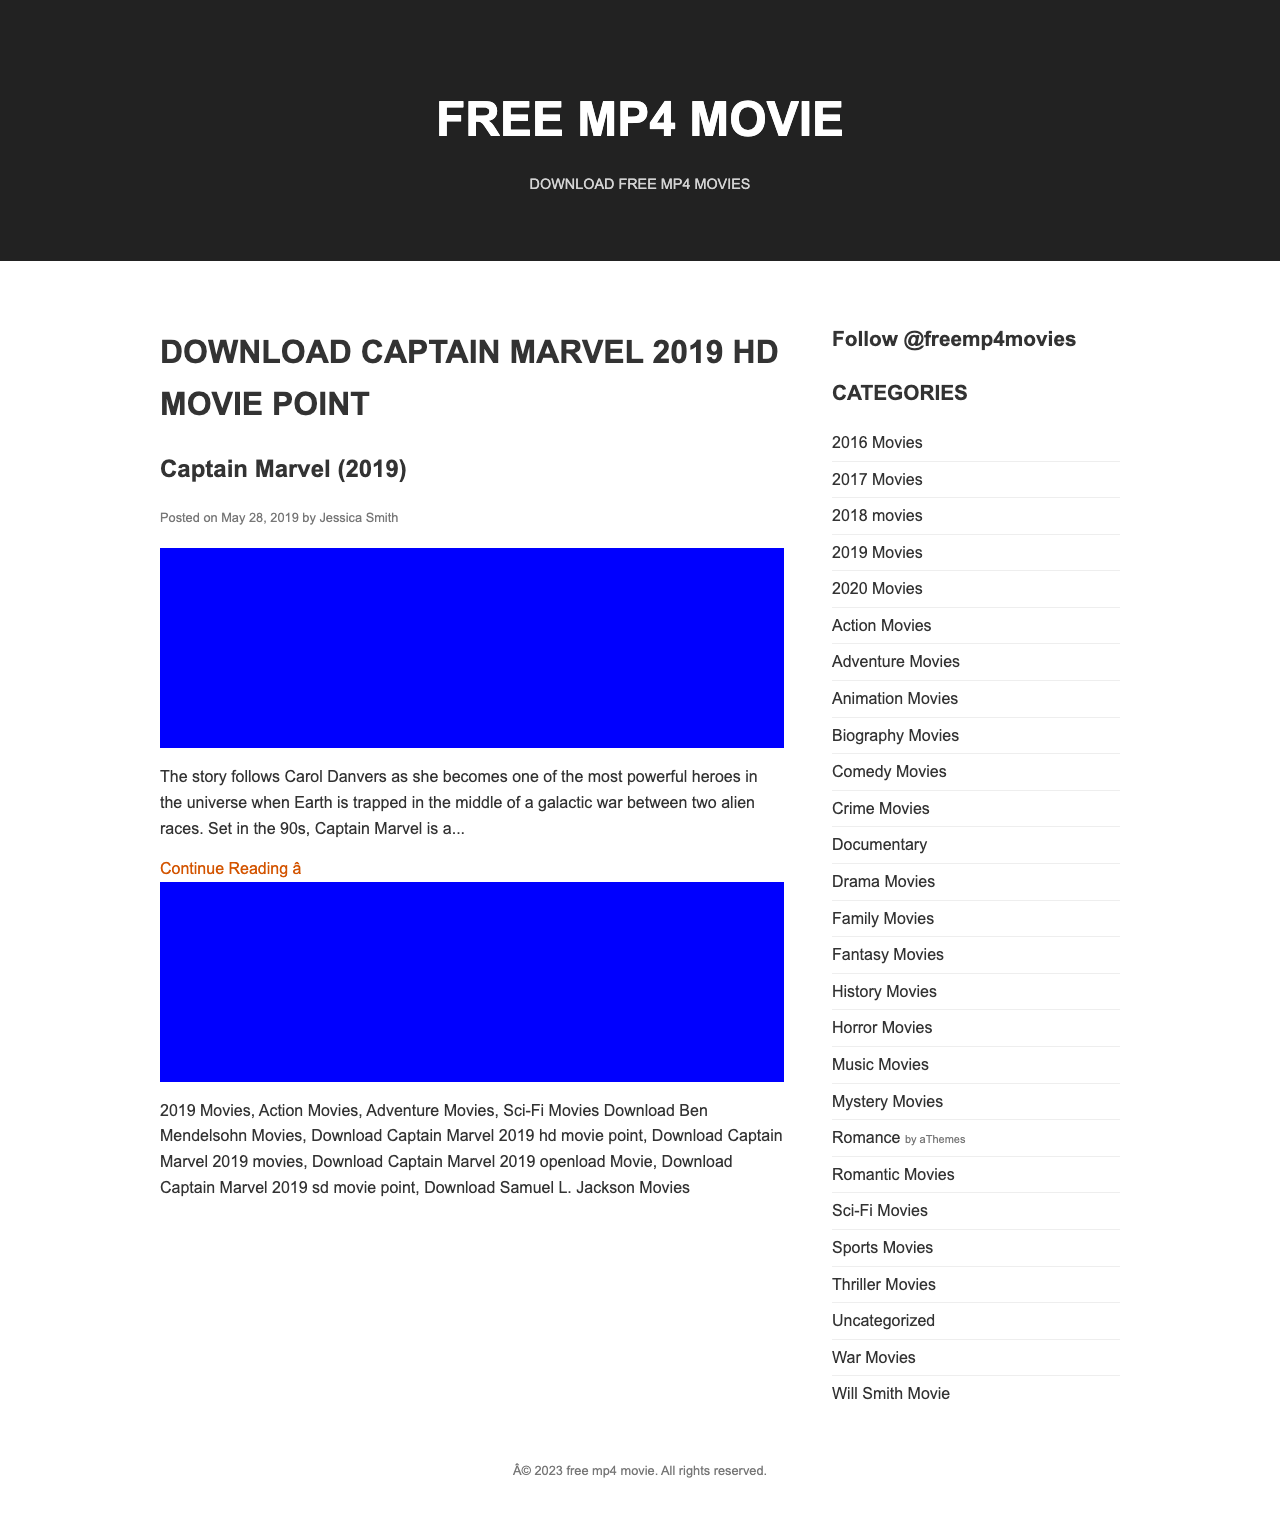 FREE MP4 MOVIE
DOWNLOAD FREE MP4 MOVIES
DOWNLOAD CAPTAIN MARVEL 2019 HD
MOVIE POINT
Captain Marvel (2019)
Posted on May 28, 2019 by Jessica Smith
The story follows Carol Danvers as she becomes one of the most powerful heroes in
the universe when Earth is trapped in the middle of a galactic war between two alien
races. Set in the 90s, Captain Marvel is a...
Continue Reading â
2019 Movies, Action Movies, Adventure Movies, Sci-Fi Movies Download Ben
Mendelsohn Movies, Download Captain Marvel 2019 hd movie point, Download Captain
Marvel 2019 movies, Download Captain Marvel 2019 openload Movie, Download
Captain Marvel 2019 sd movie point, Download Samuel L. Jackson Movies
Follow @freemp4movies
CATEGORIES
2016 Movies
2017 Movies
2018 movies
2019 Movies
2020 Movies
Action Movies
Adventure Movies
Animation Movies
Biography Movies
Comedy Movies
Crime Movies
Documentary
Drama Movies
Family Movies
Fantasy Movies
History Movies
Horror Movies
Music Movies
Mystery Movies
Romance by aThemes
Romantic Movies
Sci-Fi Movies
Sports Movies
Thriller Movies
Uncategorized
War Movies
Will Smith Movie
Â© 2023 free mp4 movie. All rights reserved.